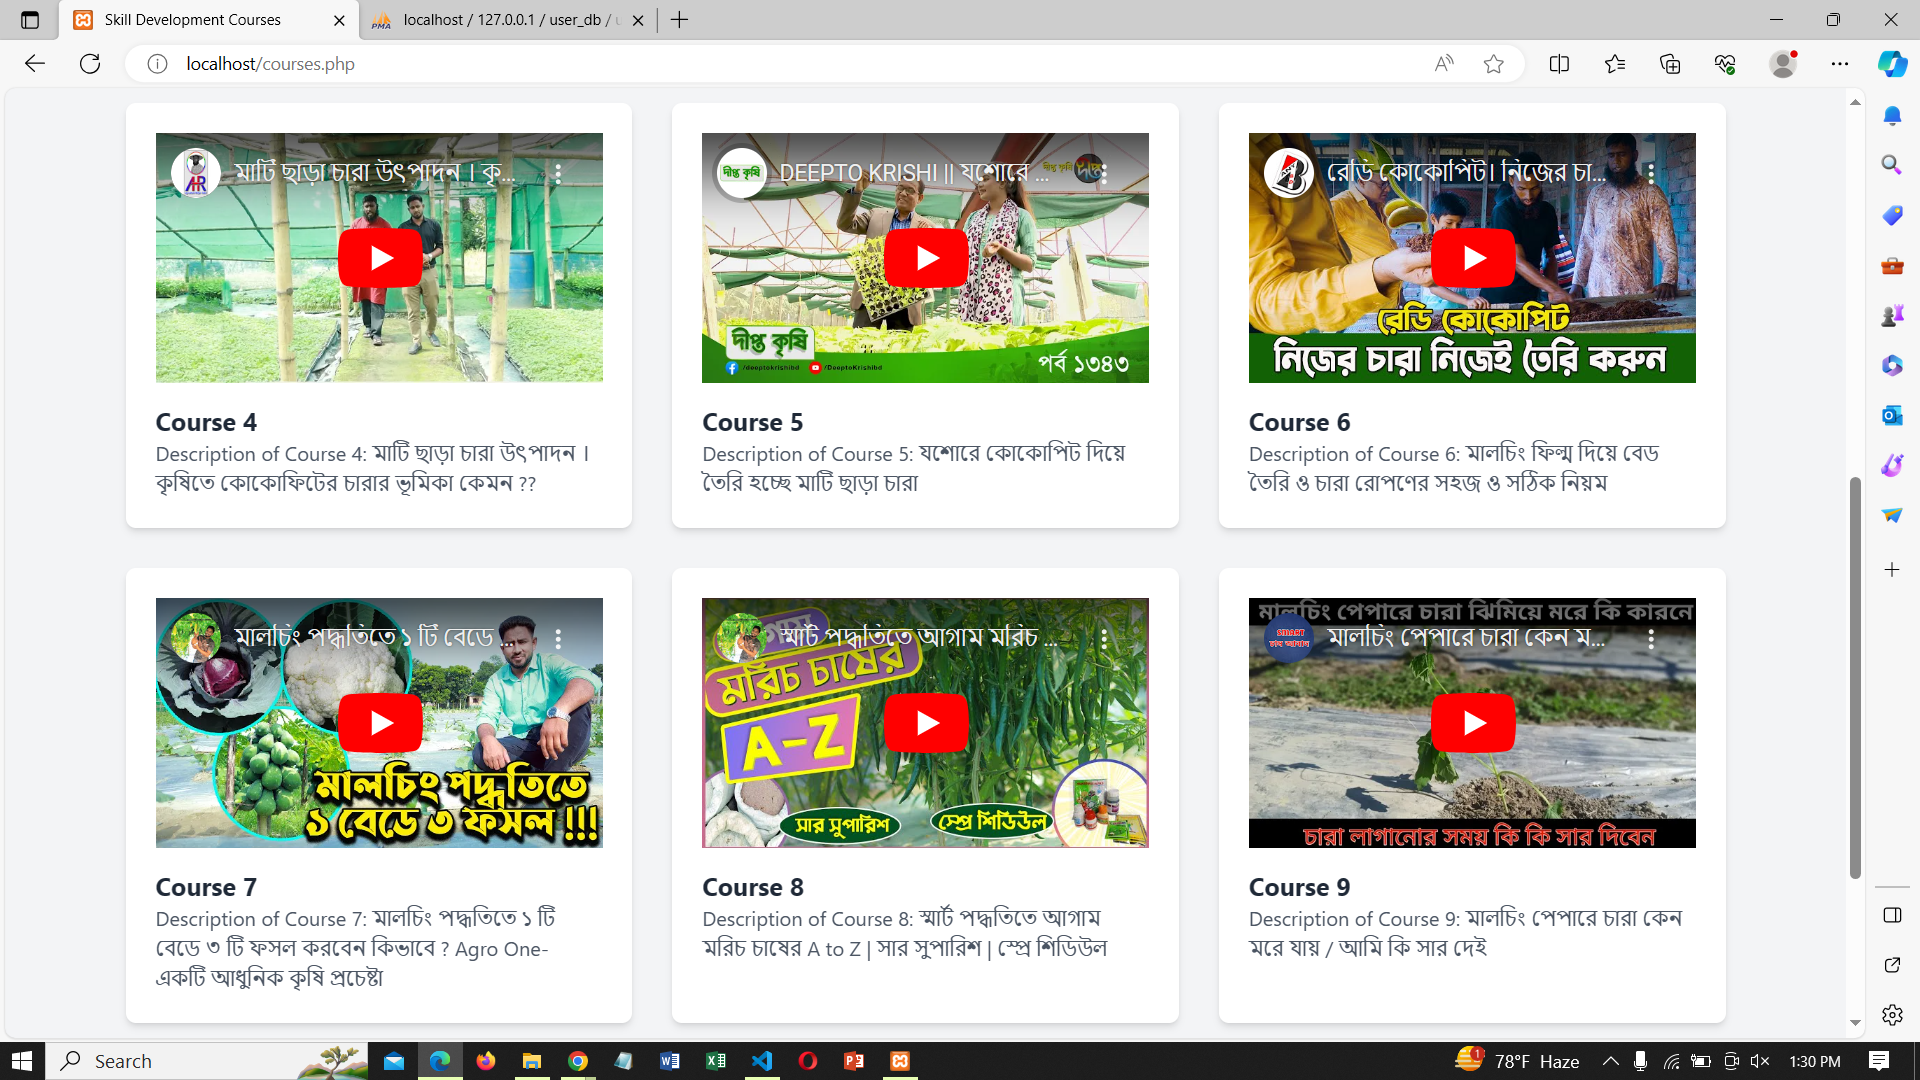 Skill Development Courses
localhost / 127.0.0.1 / user_db / u
localhost/courses.php
মাটি ছাড়া চারা উৎপাদন । কৃ...
DEEPTO KRISHI || যশোরে ...
দীপ্ত কৃষি
দীপ্ত কৃষি
/deeptokrishibd
/DeeptoKrishibd
পর্ব ১৩৪৩
রেডি কোকোপিট। নিজের চা...
রেডি কোকোপিট
নিজের চারা নিজেই তৈরি করুন
Course 4
Description of Course 4: মাটি ছাড়া চারা উৎপাদন ।
কৃষিতে কোকোফিটের চারার ভূমিকা কেমন ??
Course 5
Description of Course 5: যশোরে কোকোপিট দিয়ে
তৈরি হচ্ছে মাটি ছাড়া চারা
Course 6
Description of Course 6: মালচিং ফিল্ম দিয়ে বেড
তৈরি ও চারা রোপণের সহজ ও সঠিক নিয়ম
মালচিং পদ্ধতিতে ১ টি বেডে ...
মালচিং পদ্ধতিতে
১ বেডে ৩ ফসল !!!
স্মার্ট পদ্ধতিতে আগাম মরিচ ...
মরিচ চাষের
A-Z
সার সুপারিশ
স্প্রে শিডিউল
মালচিং পেপারে চারা ঝিমিয়ে মরে কি কারনে
মালচিং পেপারে চারা কেন ম...
চারা লাগানোর সময় কি কি সার দিবেন
Course 7
Description of Course 7: মালচিং পদ্ধতিতে ১ টি
বেডে ৩ টি ফসল করবেন কিভাবে ? Agro One-
একটি আধুনিক কৃষি প্রচেষ্টা
Course 8
Description of Course 8: স্মার্ট পদ্ধতিতে আগাম
মরিচ চাষের A to Z | সার সুপারিশ | স্প্রে শিডিউল
Course 9
Description of Course 9: মালচিং পেপারে চারা কেন
মরে যায় / আমি কি সার দেই
Search
78°F Haze
1:30 PM